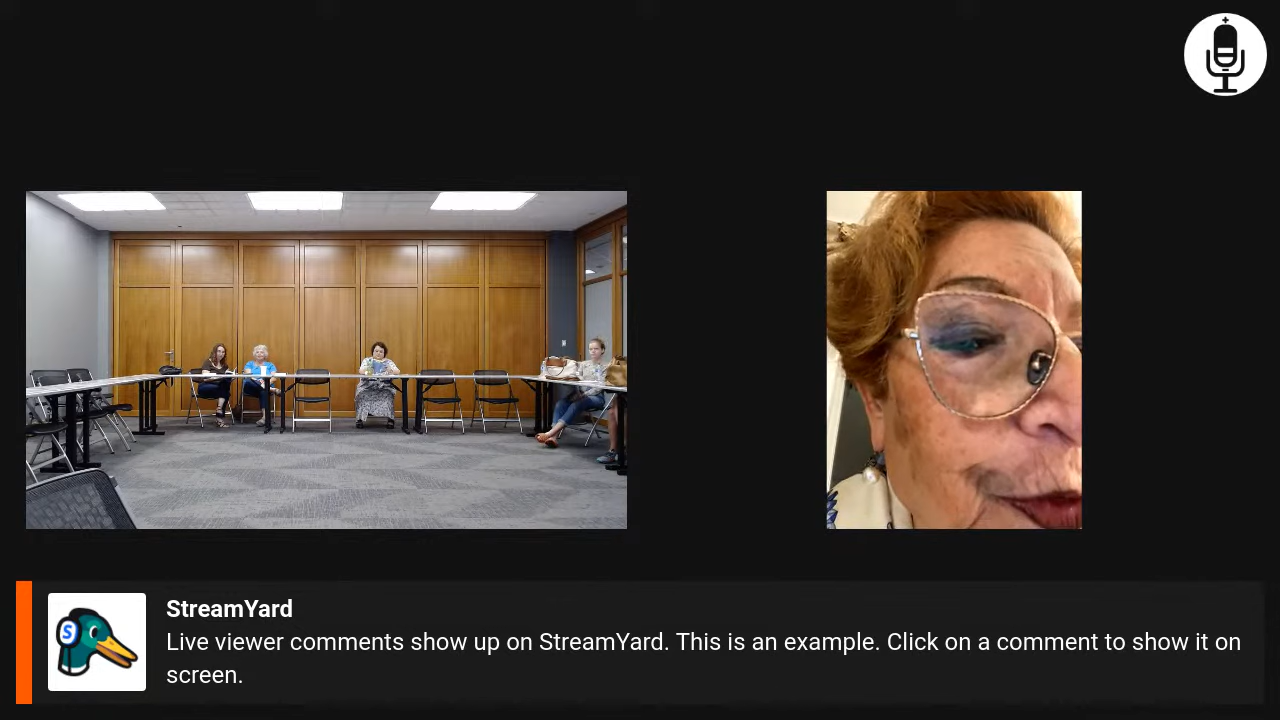 StreamYard
Live viewer comments show up on StreamYard. This is an example. Click on a comment to show it on
screen.
S